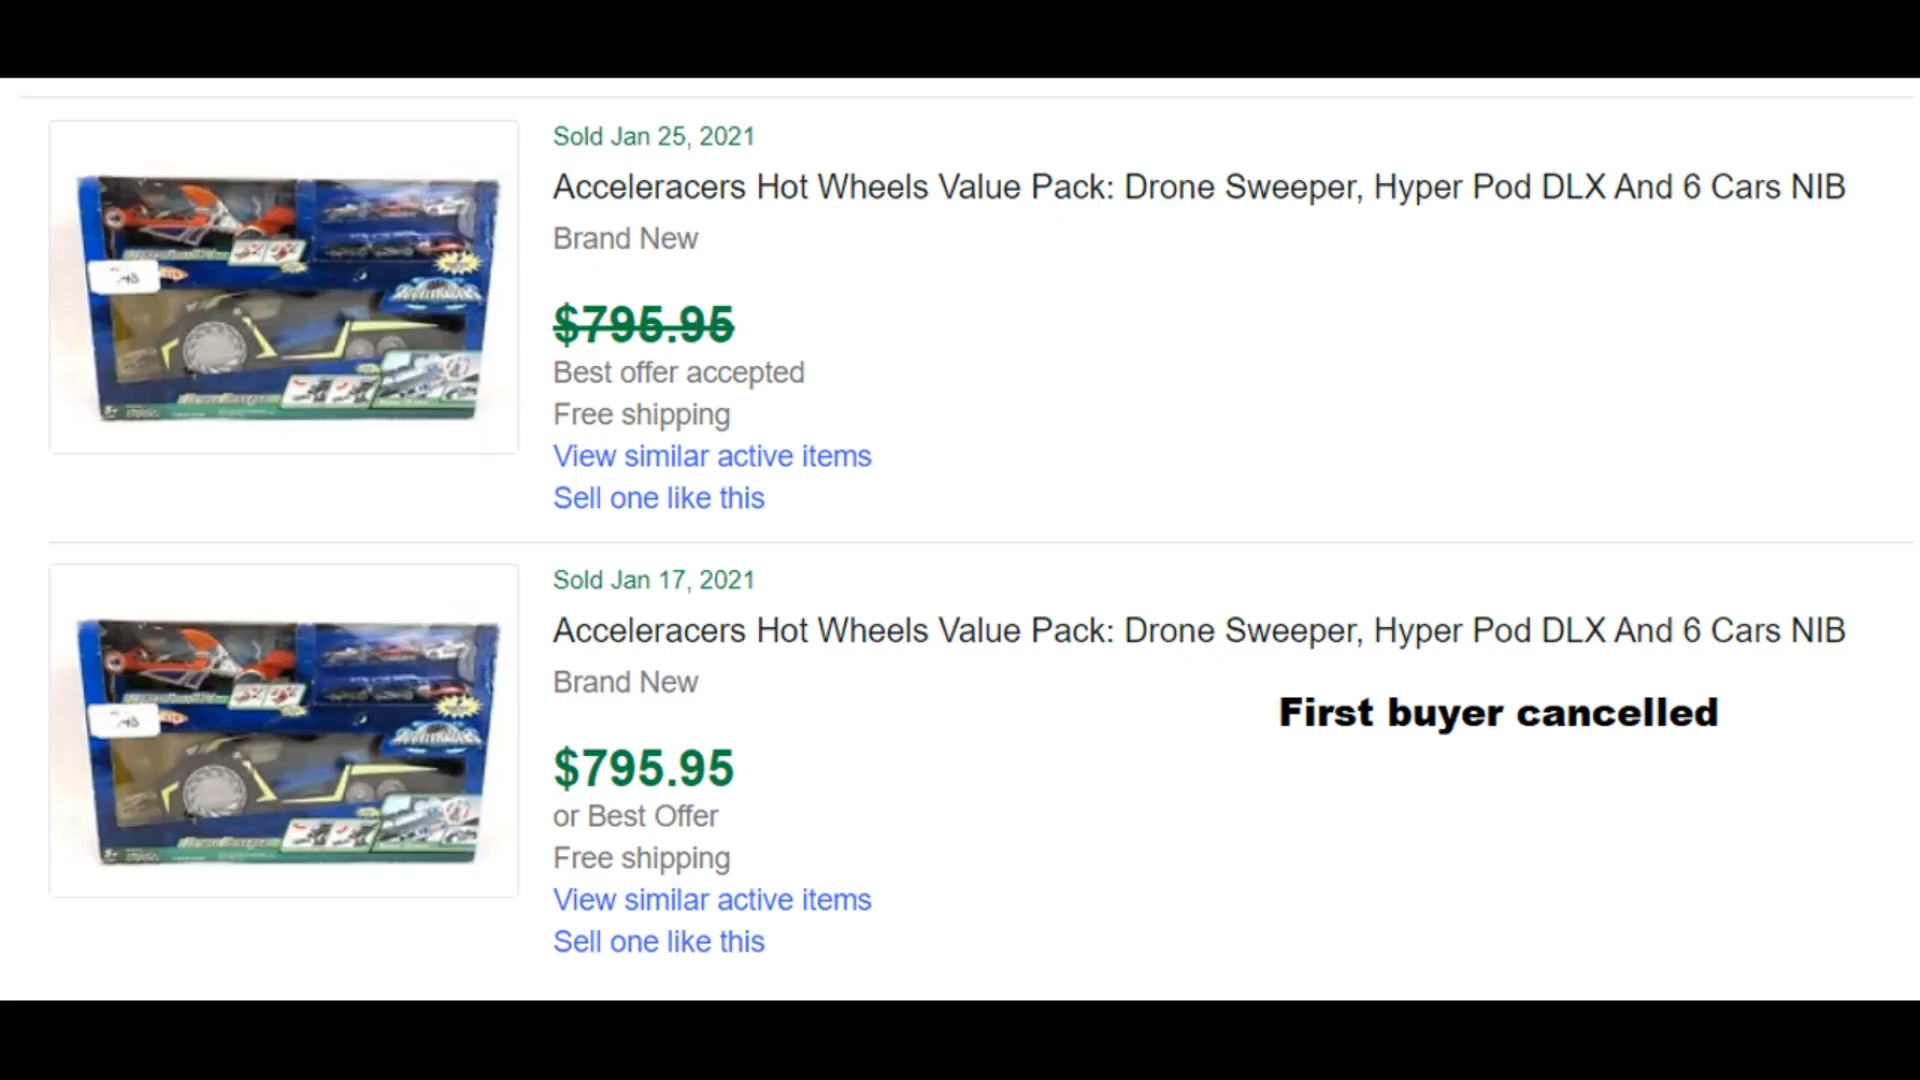 Sold Jan 25, 2021
Acceleracers Hot Wheels Value Pack: Drone Sweeper, Hyper Pod DLX And 6 Cars NIB
Brand New
$795.95
Best offer accepted
Free shipping
View similar active items
Sell one like this
Sold Jan 17, 2021
Acceleracers Hot Wheels Value Pack: Drone Sweeper, Hyper Pod DLX And 6 Cars NIB
Brand New
First buyer cancelled
$795.95
or Best Offer
Free shipping
View similar active items
Sell one like this